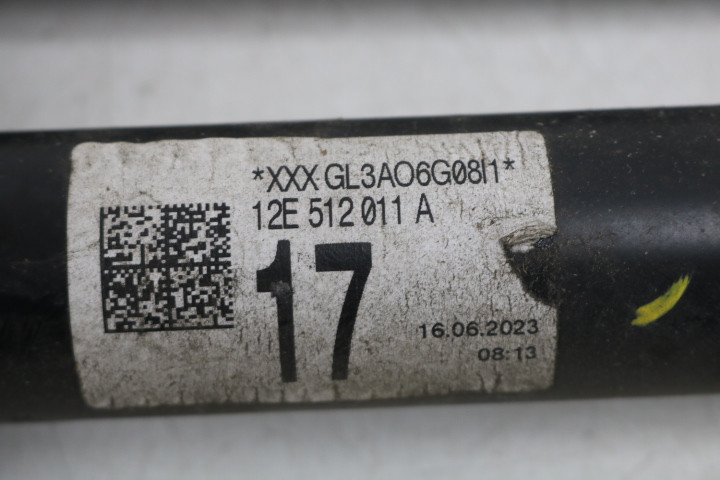 *XXX GL3AO6G08I1*
12E 512 011 A
17
16.06.2023
08:13